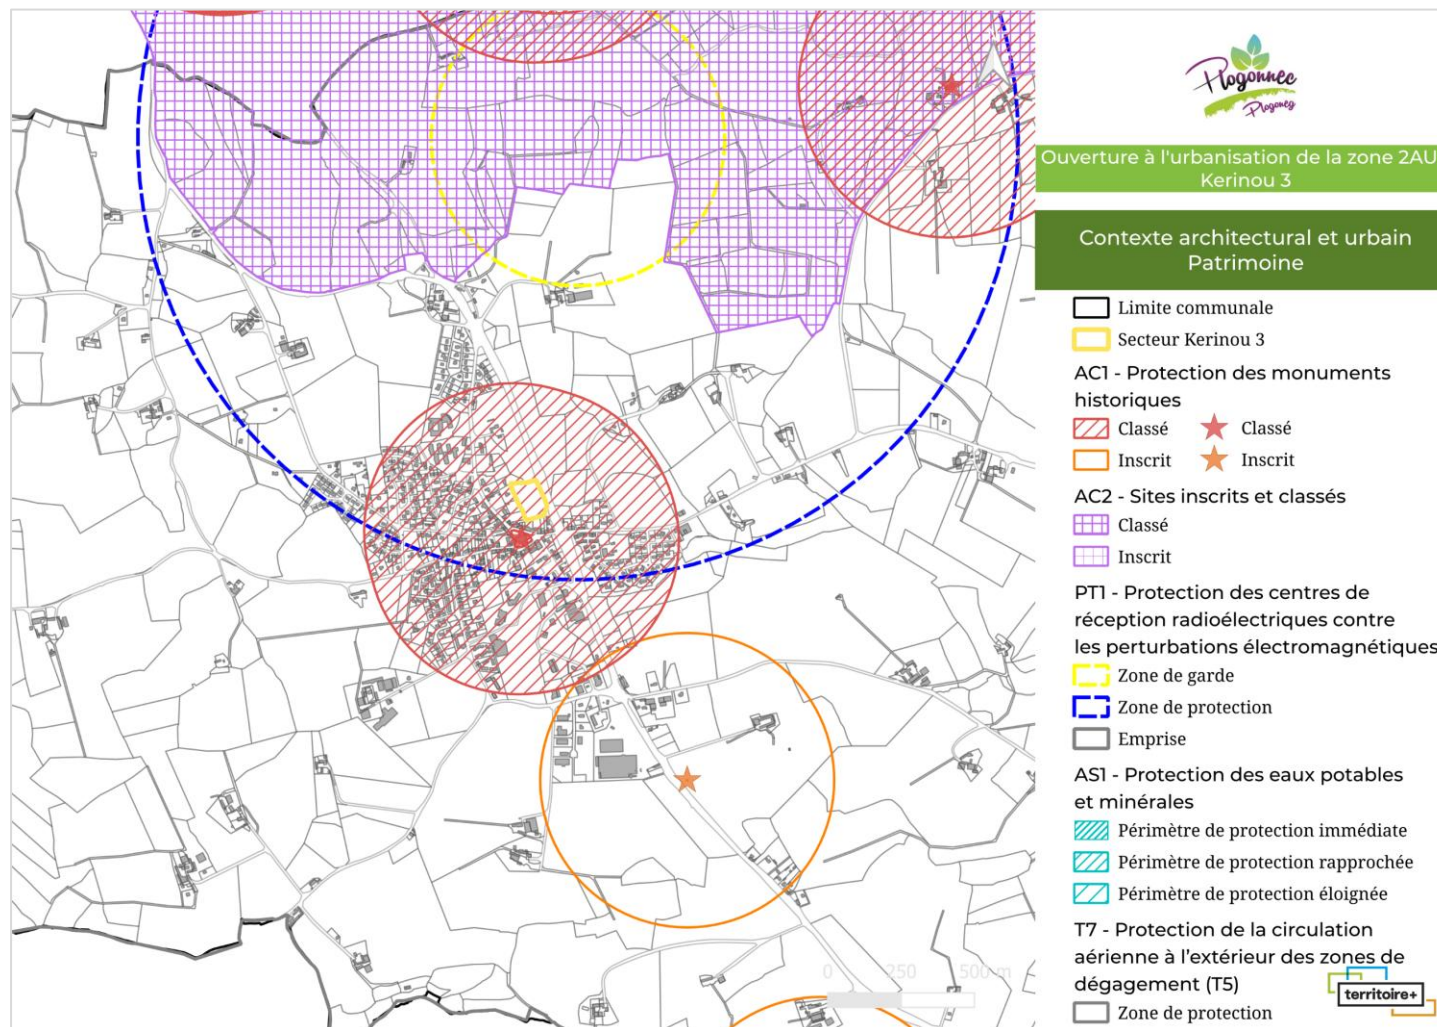 Plogonnec
Plogoneg
Ouverture à l'urbanisation de la zone 2AU
Kerinou 3
Contexte architectural et urbain
Patrimoine
Limite communale
Secteur Kerinou 3
AC1 - Protection des monuments
historiques
Classé
Classé
Inscrit
Inscrit
AC2 - Sites inscrits et classés
Classé
Inscrit
PT1 - Protection des centres de
réception radioélectriques contre
les perturbations électromagnétiques
Zone de garde
Zone de protection
Emprise
AS1 - Protection des eaux potables
et minérales
Périmètre de protection immédiate
Périmètre de protection rapprochée
Périmètre de protection éloignée
T7 - Protection de la circulation
aérienne à l'extérieur des zones de
dégagement (T5)
Zone de protection
territoire+
0 250 500 m